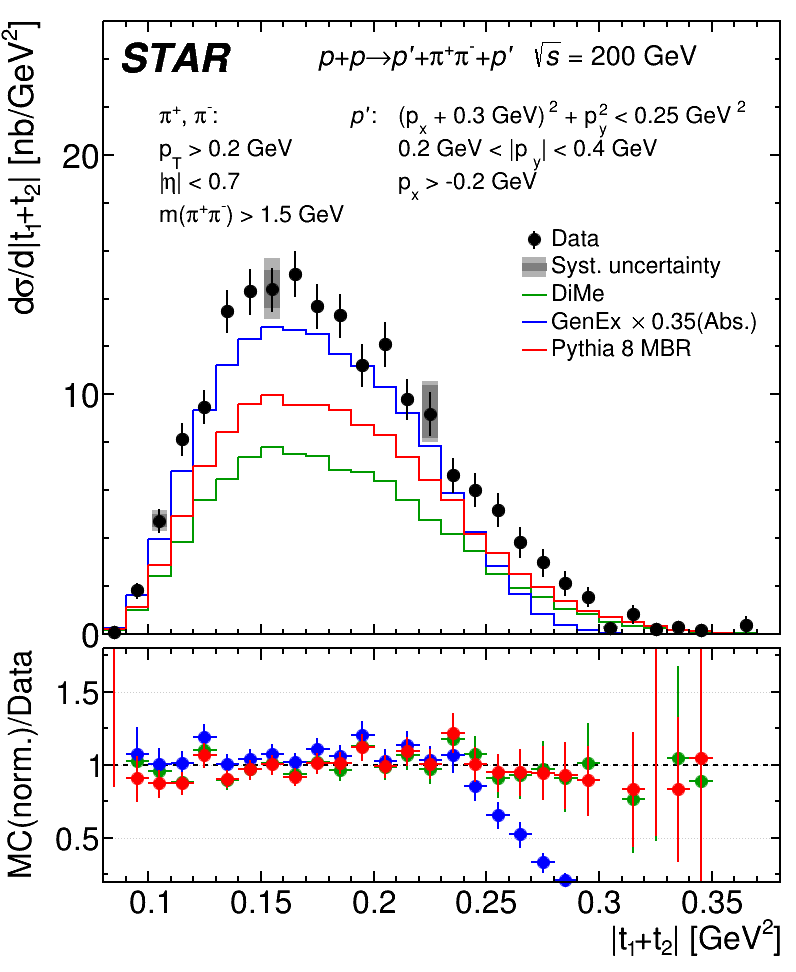 STAR p+p→p′+π⁺π⁻+p′ √s = 200 GeV
π⁺, π⁻: p′: (pₓ + 0.3 GeV)² + p_y² < 0.25 GeV²
p_T > 0.2 GeV 0.2 GeV < |p_y| < 0.4 GeV
|η| < 0.7 pₓ > -0.2 GeV
m(π⁺π⁻) > 1.5 GeV
Data
Syst. uncertainty
DiMe
GenEx × 0.35(Abs.)
Pythia 8 MBR
dσ/d|t₁+t₂| [nb/GeV²]
20
10
0
MC(norm.)/Data
1.5
1
0.5
0.1 0.15 0.2 0.25 0.3 0.35
|t₁+t₂| [GeV²]